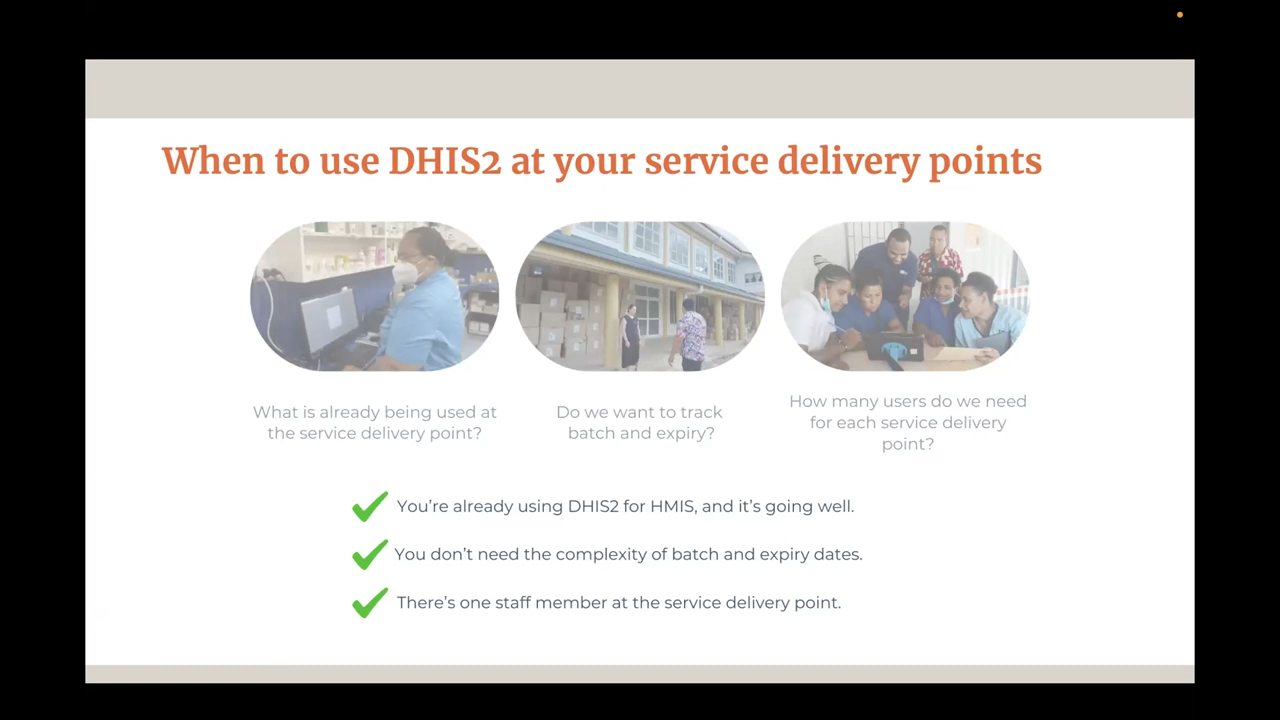 When to use DHIS2 at your service delivery points
What is already being used at
the service delivery point?
Do we want to track
batch and expiry?
How many users do we need
for each service delivery
point?
You’re already using DHIS2 for HMIS, and it’s going well.
You don’t need the complexity of batch and expiry dates.
There’s one staff member at the service delivery point.